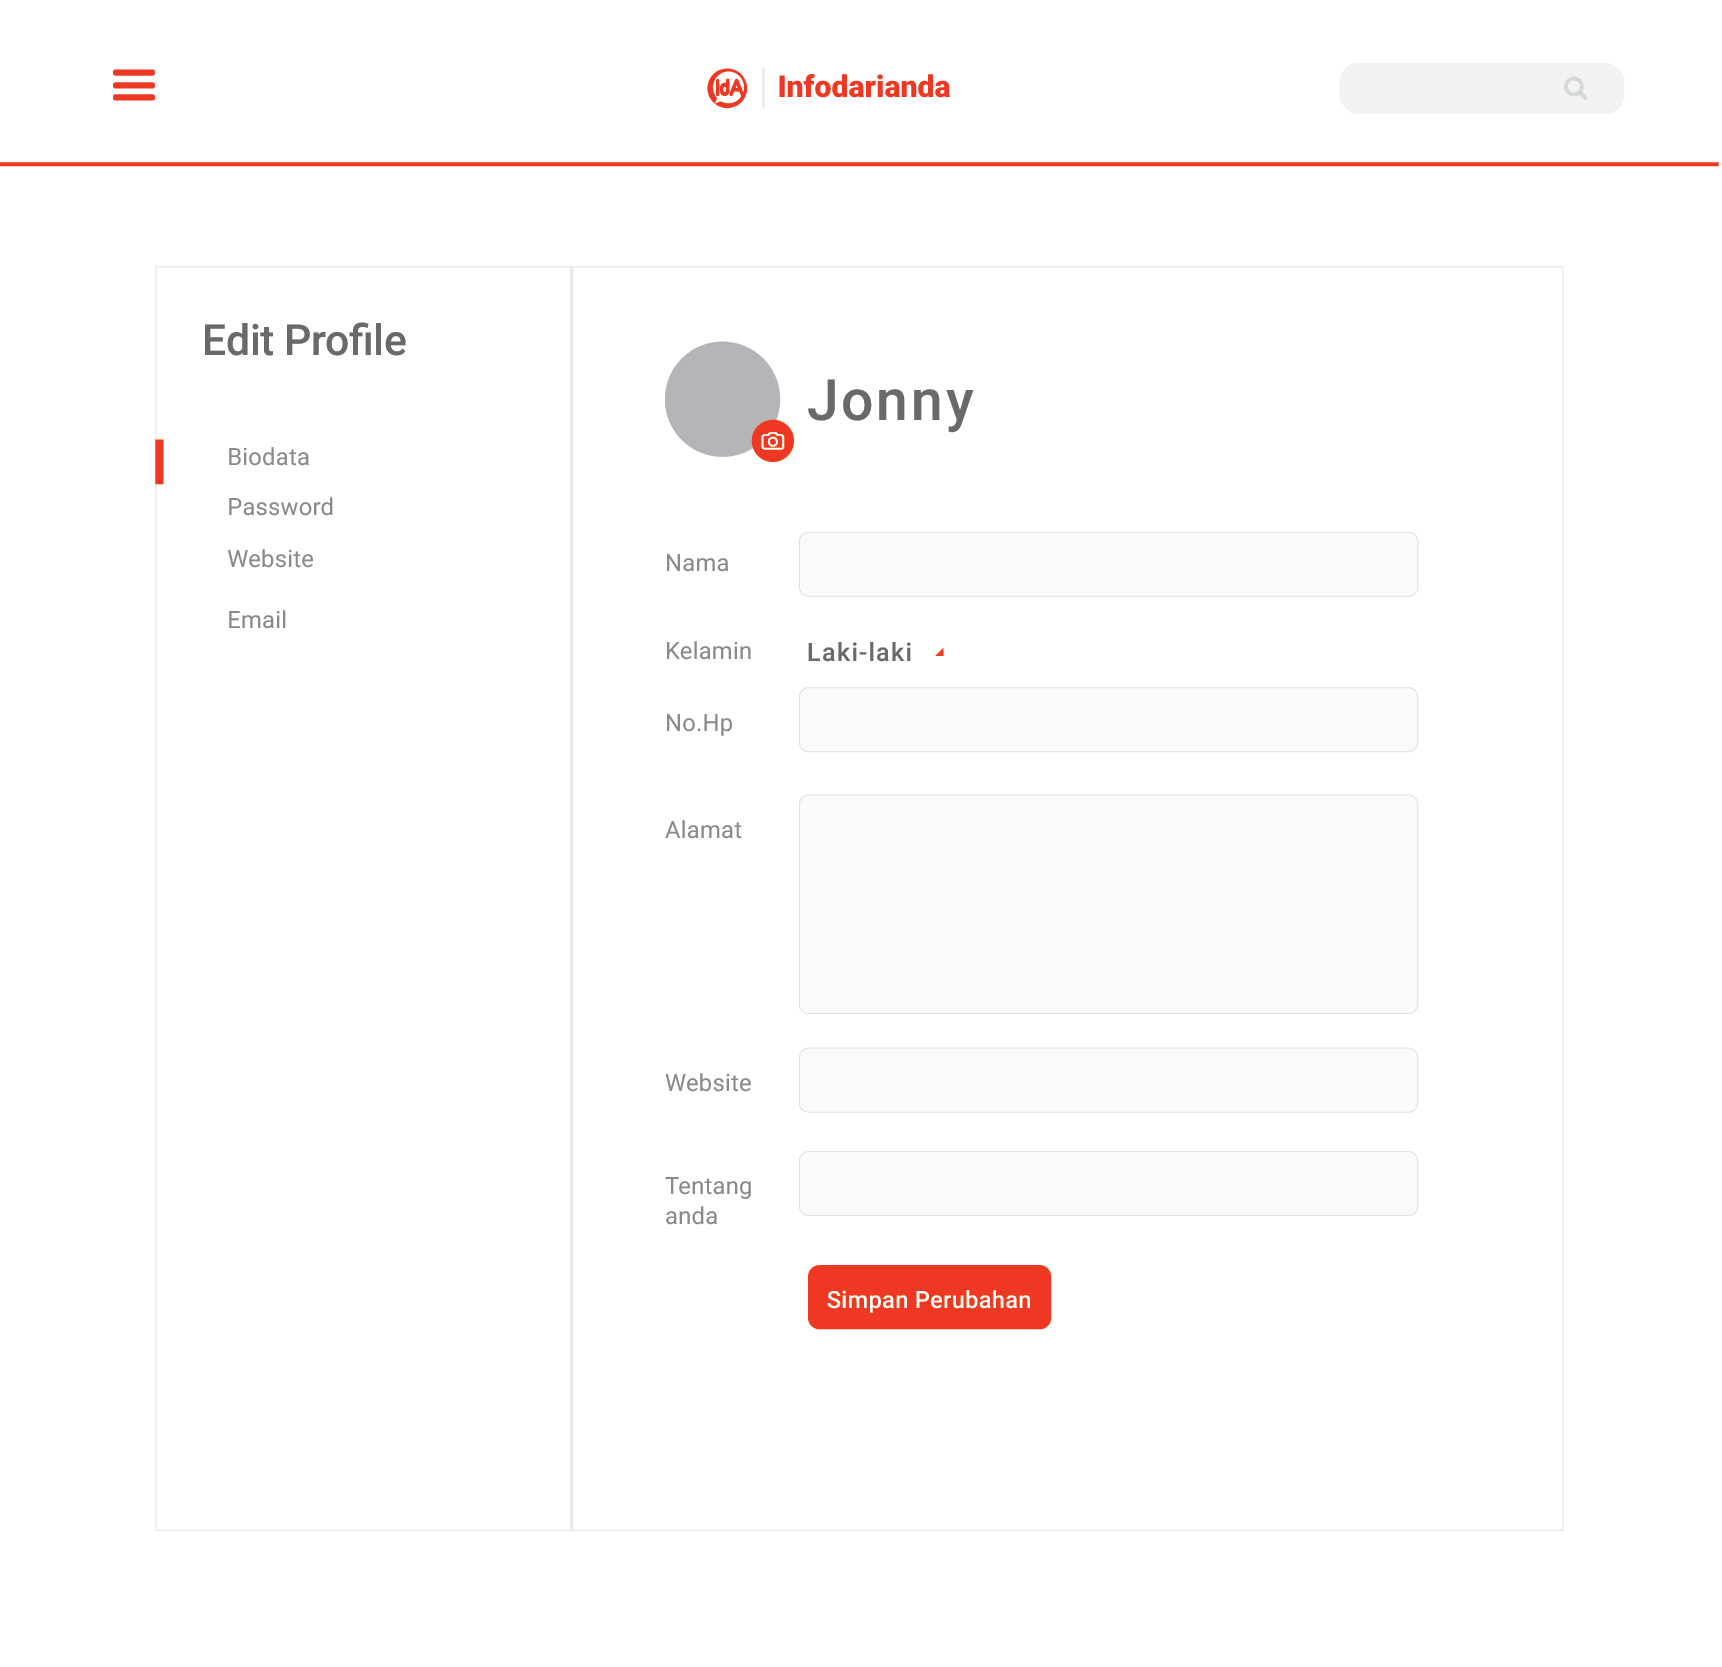 IdA
Infodarianda
Edit Profile
Biodata
Password
Website
Email
Jonny
Nama
Kelamin
Laki-laki
No.Hp
Alamat
Website
Tentang
anda
Simpan Perubahan